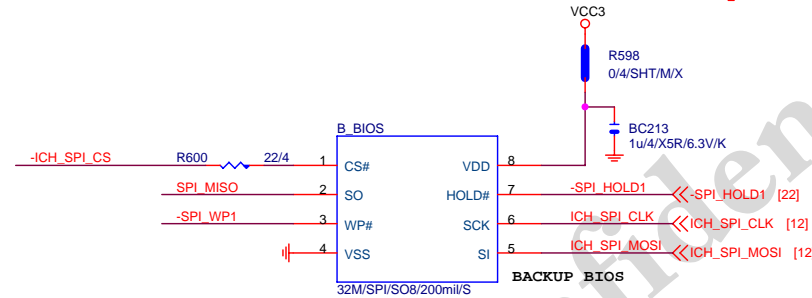 VCC3
R598
0/4/SHT/M/X
B_BIOS
BC213
1u/4/X5R/6.3V/K
-ICH_SPI_CS R600 22/4 1 CS# VDD 8
SPI_MISO 2 SO HOLD# 7 -SPI_HOLD1 -SPI_HOLD1 [22]
-SPI_WP1 3 WP# SCK 6 ICH_SPI_CLK ICH_SPI_CLK [12]
4 VSS SI 5 ICH_SPI_MOSI ICH_SPI_MOSI [12
BACKUP BIOS
32M/SPI/SO8/200mil/S